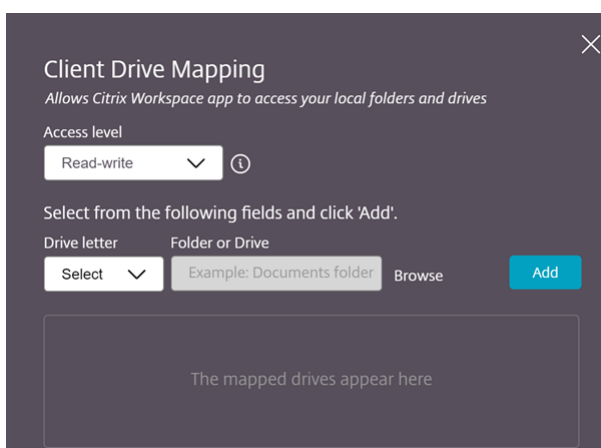 Client Drive Mapping
Allows Citrix Workspace app to access your local folders and drives
Access level
Read-write
Select from the following fields and click 'Add'.
Drive letter Folder or Drive
Select Example: Documents folder Browse Add
The mapped drives appear here